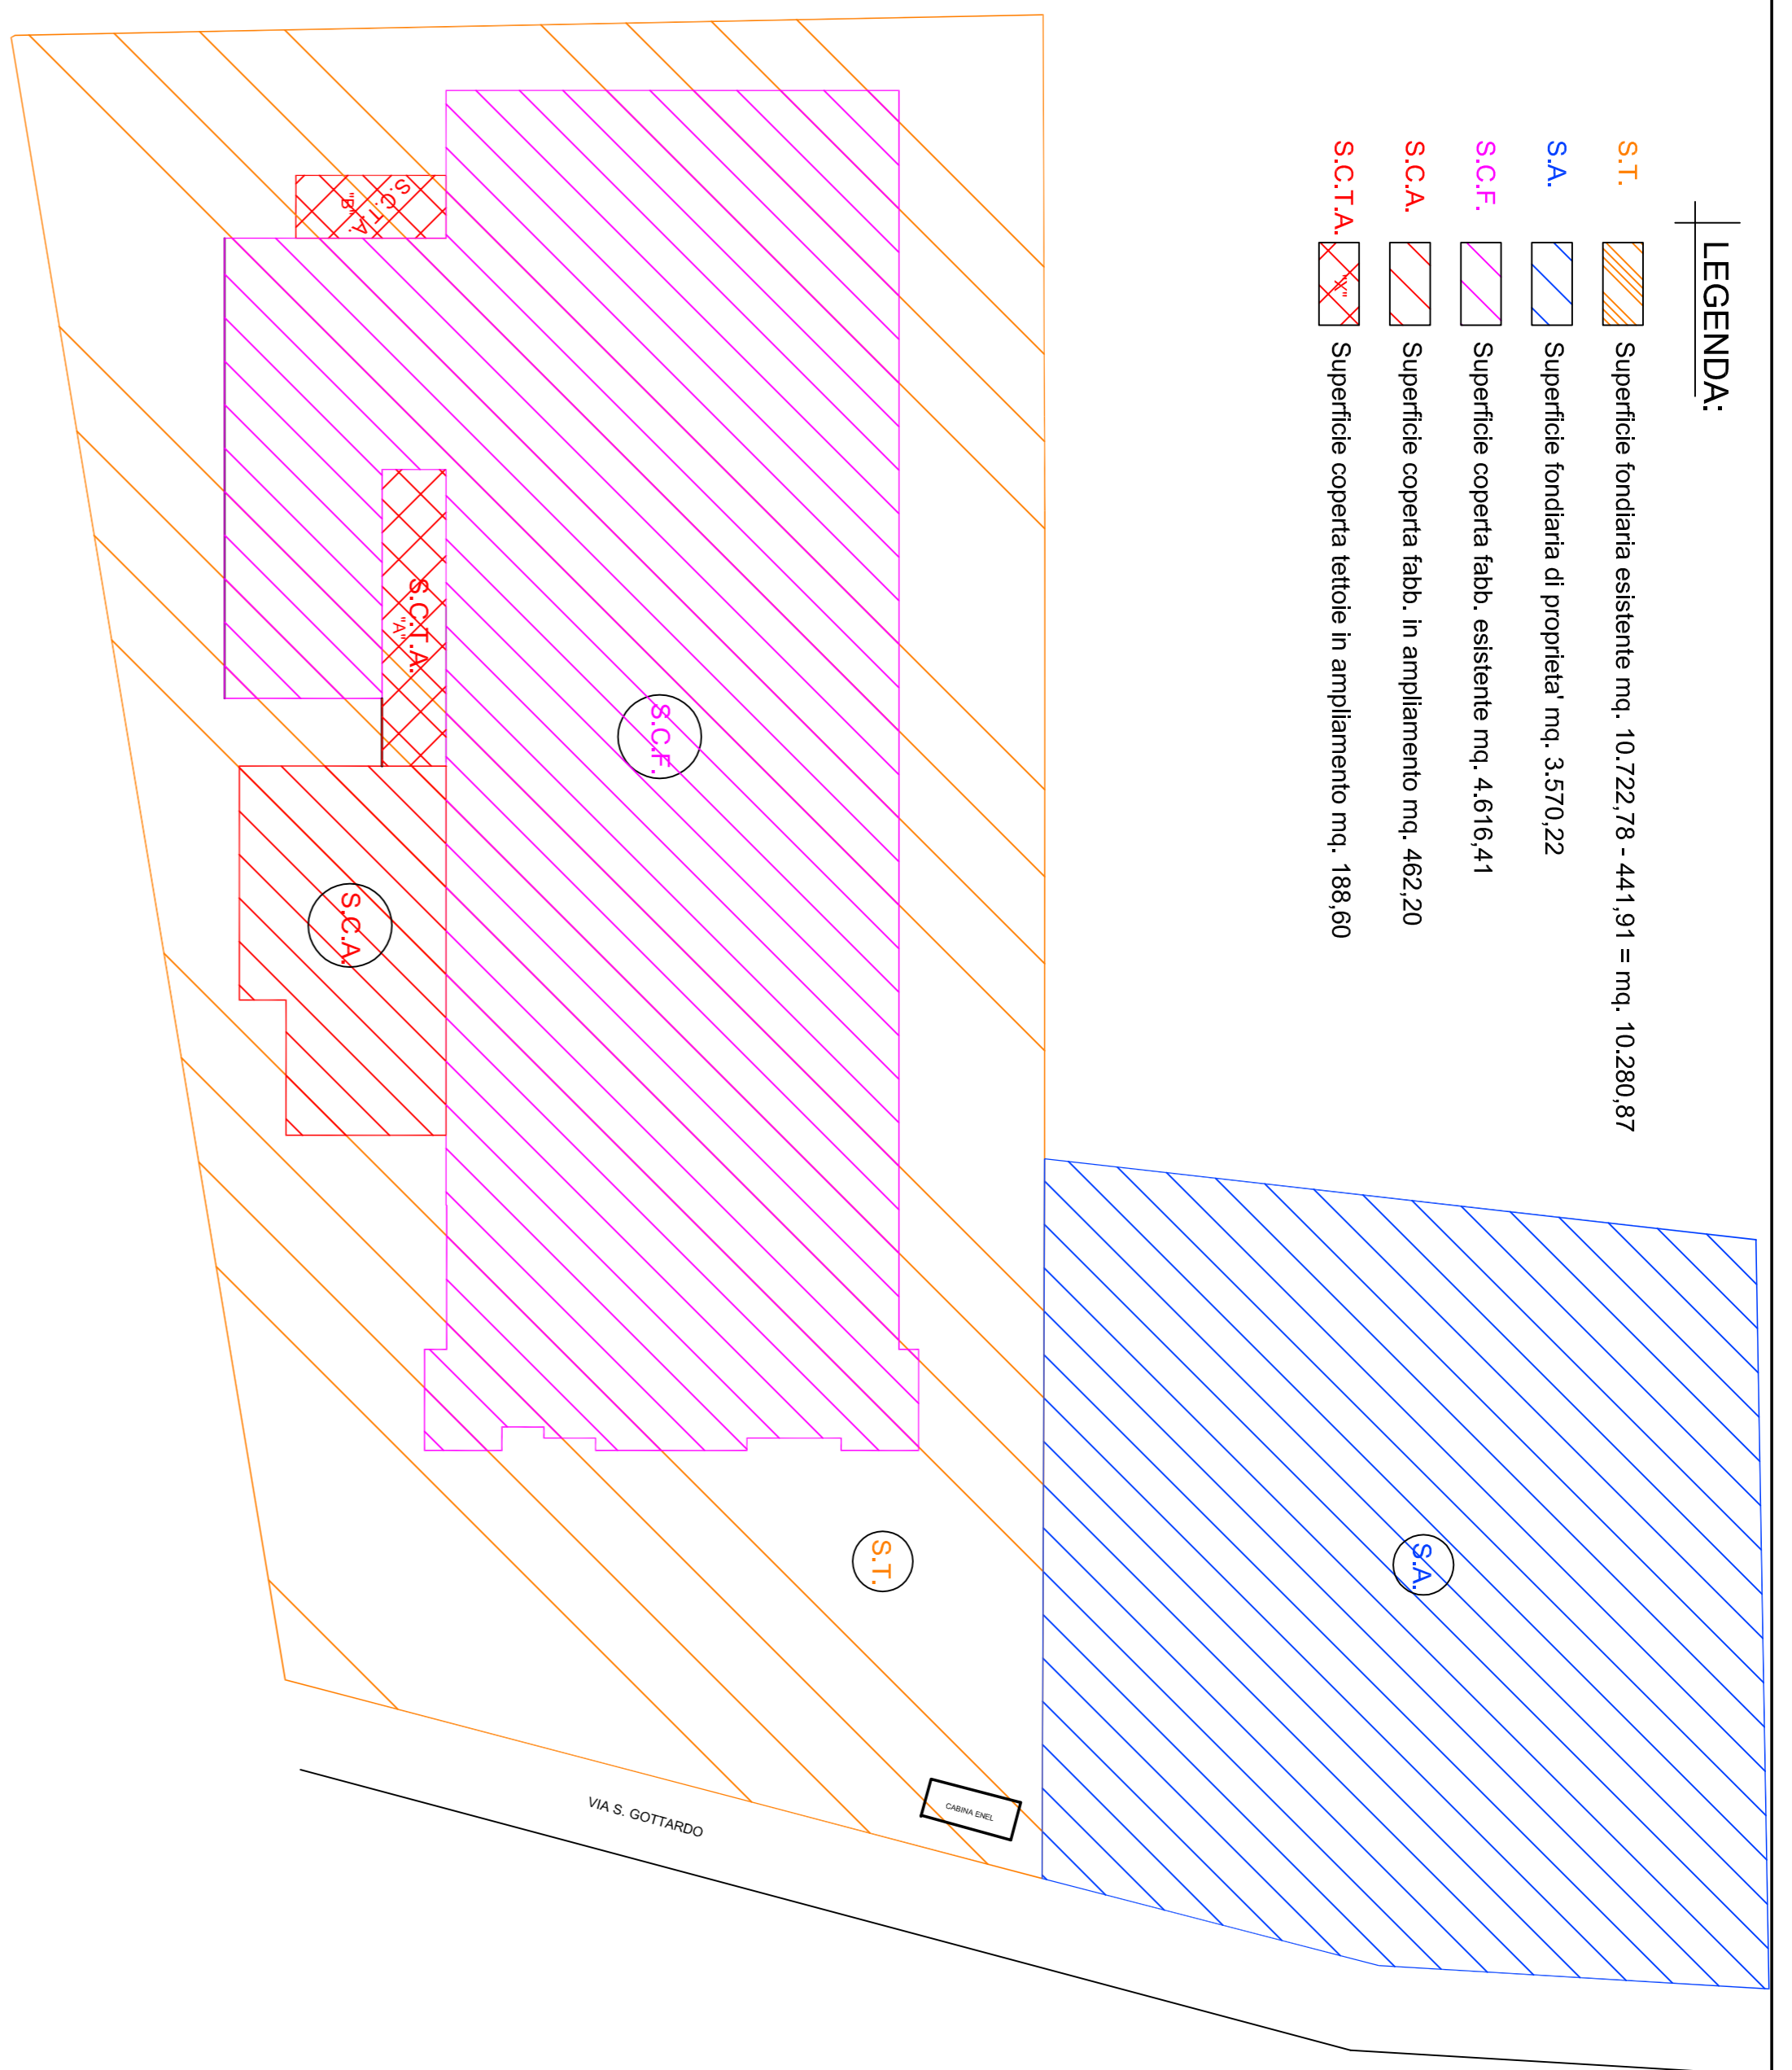 LEGENDA:
S.T. Superficie fondiaria esistente mq. 10.722,78 - 441,91 = mq. 10.280,87
S.A. Superficie fondiaria di proprieta' mq. 3.570,22
S.C.F. Superficie coperta fabb. esistente mq. 4.616,41
S.C.A. Superficie coperta fabb. in ampliamento mq. 462,20
S.C.T.A. "X" Superficie coperta tettoie in ampliamento mq. 188,60
S.C.T.A.
"B"
S.C.T.A.
"A"
S.C.F.
S.C.A.
S.T.
S.A.
CABINA ENEL
VIA S. GOTTARDO